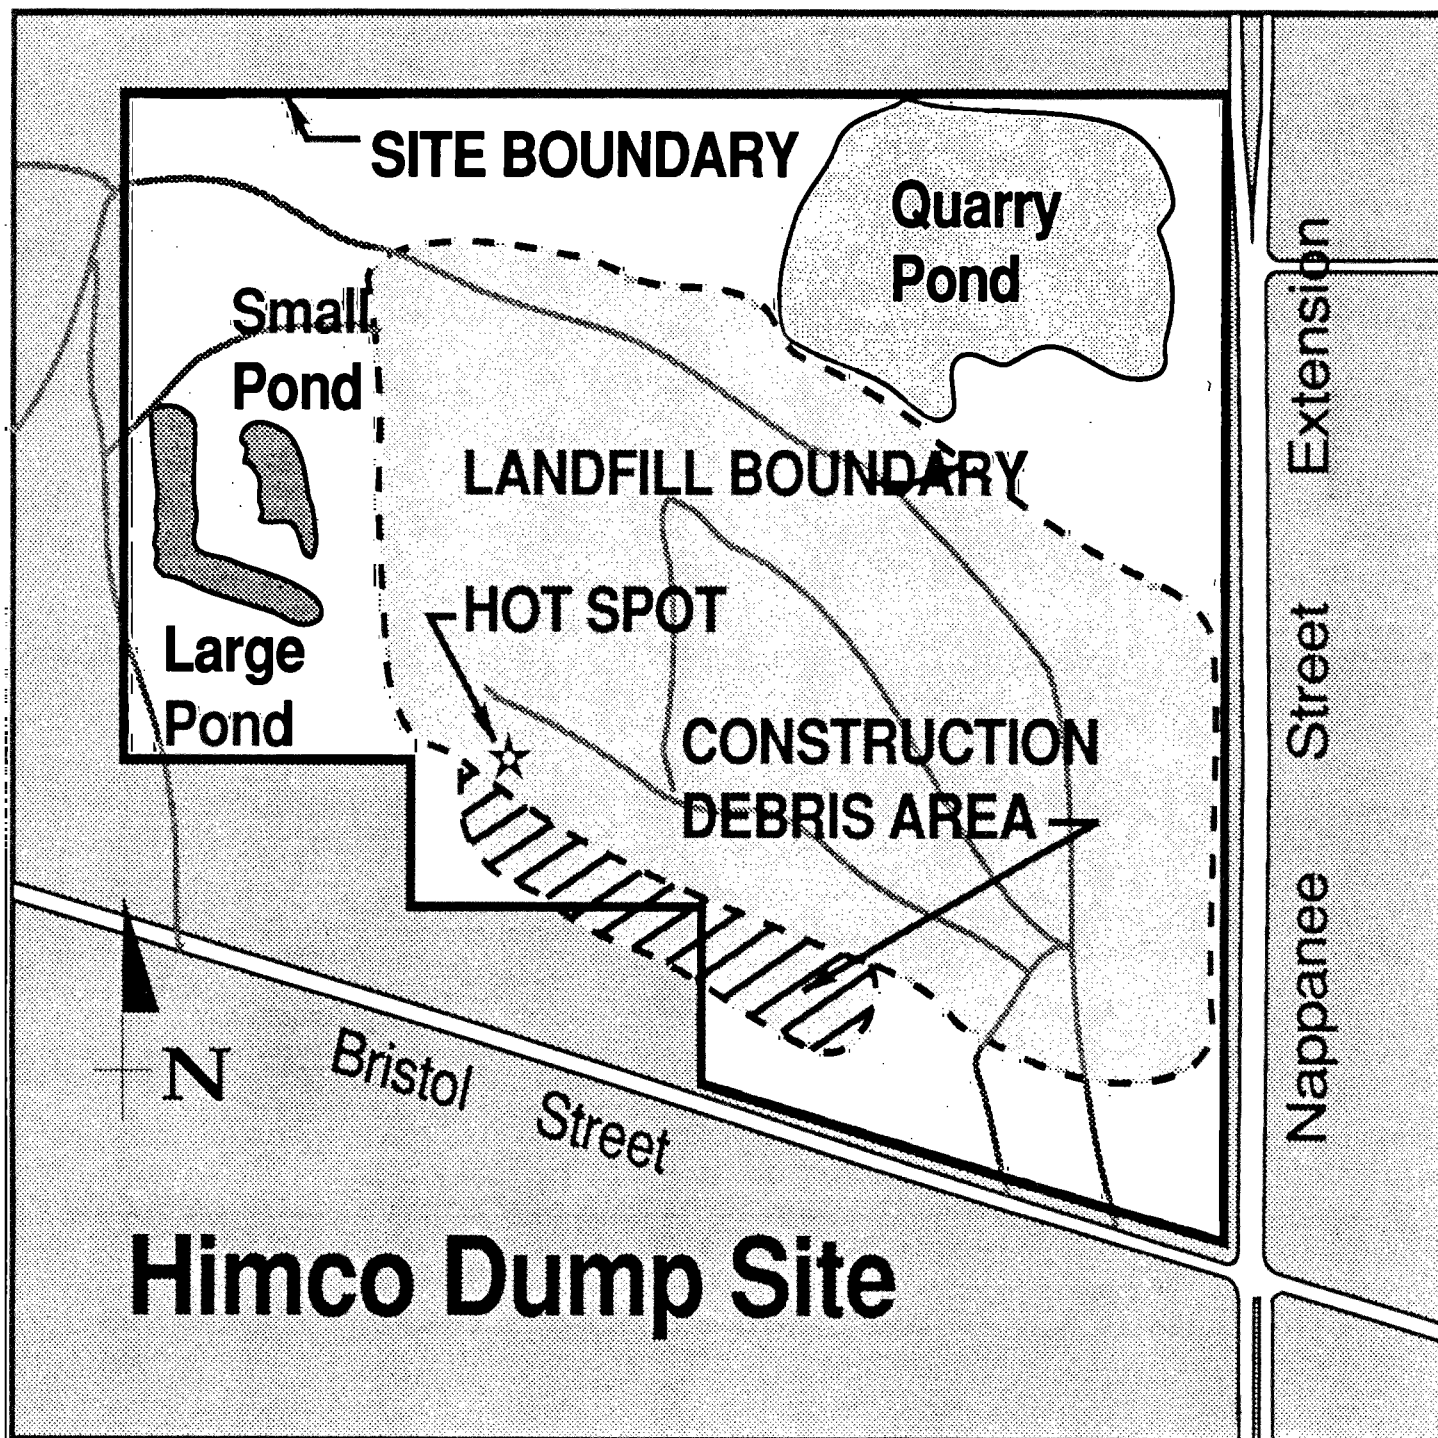 SITE BOUNDARY
Quarry
Pond
Small
Pond
LANDFILL BOUNDARY
HOT SPOT
Large
Pond
CONSTRUCTION
DEBRIS AREA
Nappanee Street Extension
N
Bristol Street
Himco Dump Site